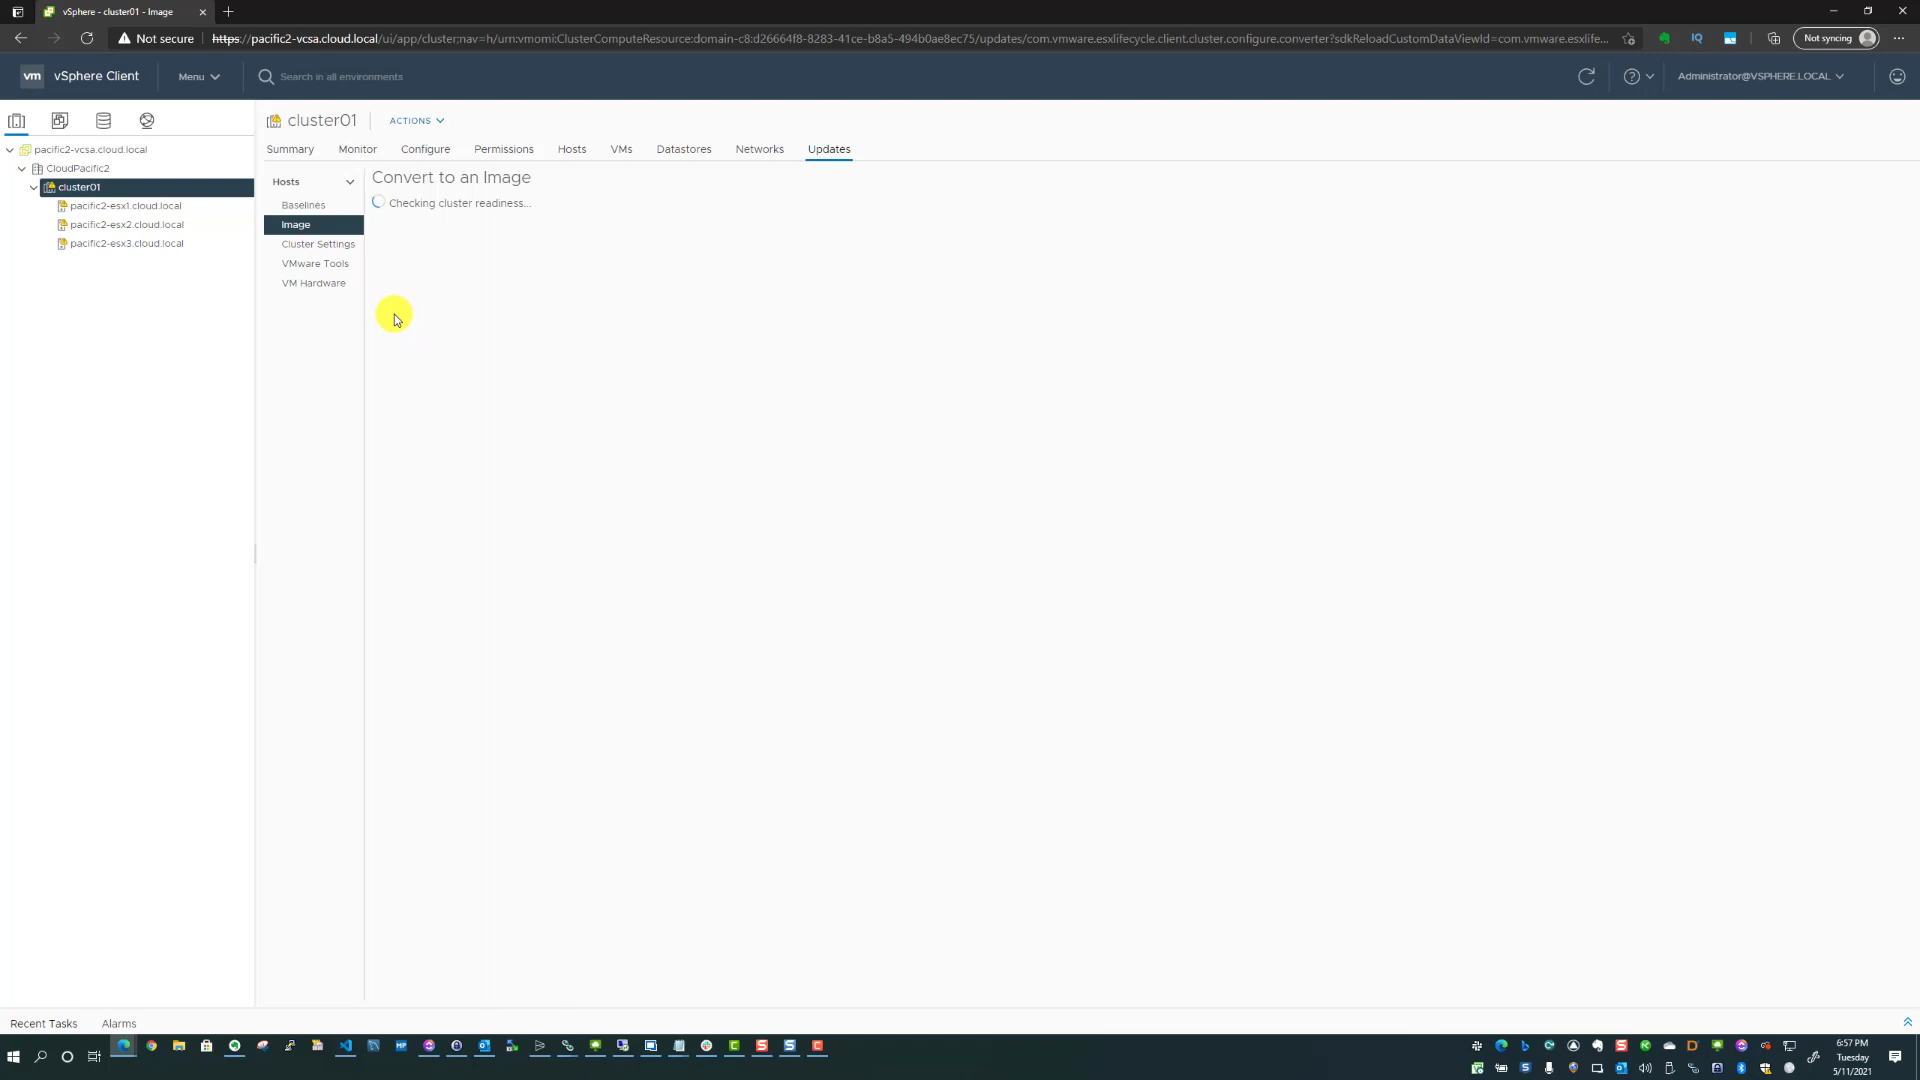 vSphere - cluster01 - Image
Not secure
https://pacific2-vcsa.cloud.local/ui/app/cluster;nav=h/urn:vmomi:ClusterComputeResource:domain-c8:d26664f8-8283-41ce-b8a5-494b0ae8ec75/updates/com.vmware.esxlifecycle.client.cluster.configure.converter?sdkReloadCustomDataViewId=com.vmware.esxlife...
IQ
Not syncing
vm
vSphere Client
Menu
Search in all environments
?
Administrator@VSPHERE.LOCAL
pacific2-vcsa.cloud.local
CloudPacific2
cluster01
pacific2-esx1.cloud.local
pacific2-esx2.cloud.local
pacific2-esx3.cloud.local
cluster01
ACTIONS
Summary
Monitor
Configure
Permissions
Hosts
VMs
Datastores
Networks
Updates
Hosts
Baselines
Image
Cluster Settings
VMware Tools
VM Hardware
Convert to an Image
Checking cluster readiness...
Recent Tasks
Alarms
MP
6:57 PM
Tuesday
5/11/2021